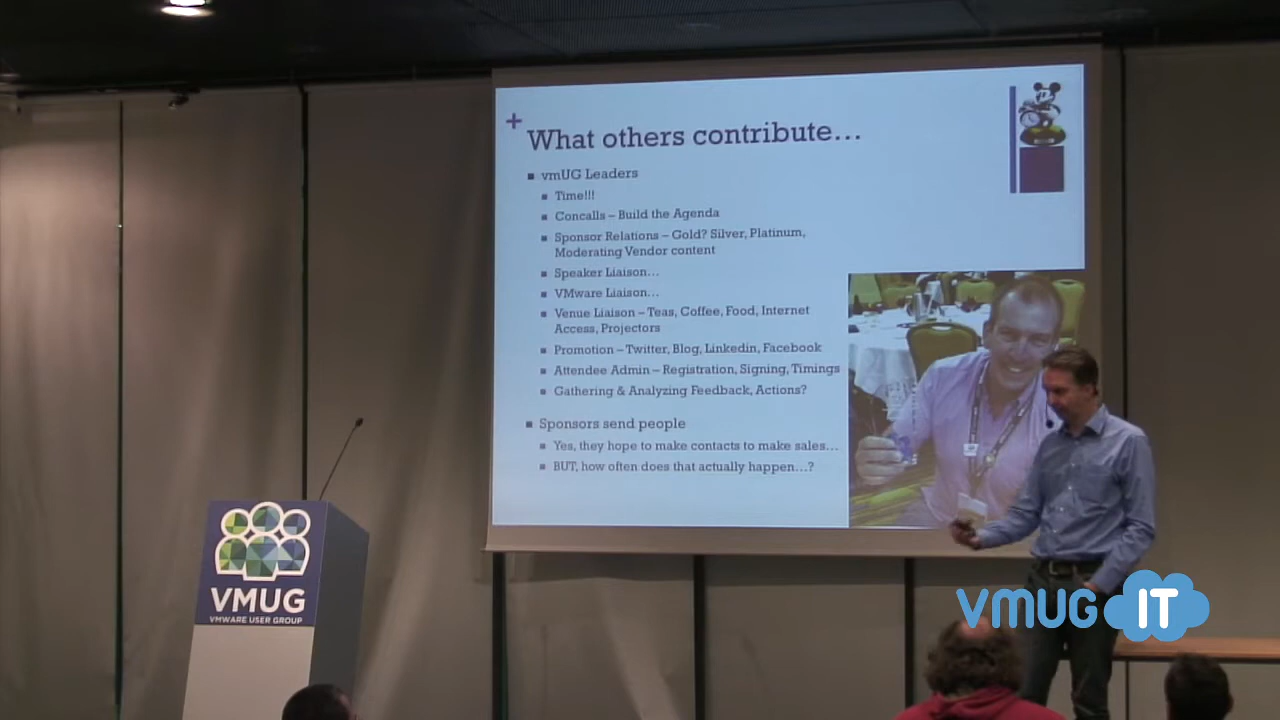 +
What others contribute...
vmUG Leaders
Time!!!
Concalls – Build the Agenda
Sponsor Relations – Gold? Silver, Platinum,
Moderating Vendor content
Speaker Liaison...
VMware Liaison...
Venue Liaison – Teas, Coffee, Food, Internet
Access, Projectors
Promotion – Twitter, Blog, Linkedin, Facebook
Attendee Admin – Registration, Signing, Timings
Gathering & Analyzing Feedback, Actions?
Sponsors send people
Yes, they hope to make contacts to make sales...
BUT, how often does that actually happen...?
VMUG
VMWARE USER GROUP
VMUG IT